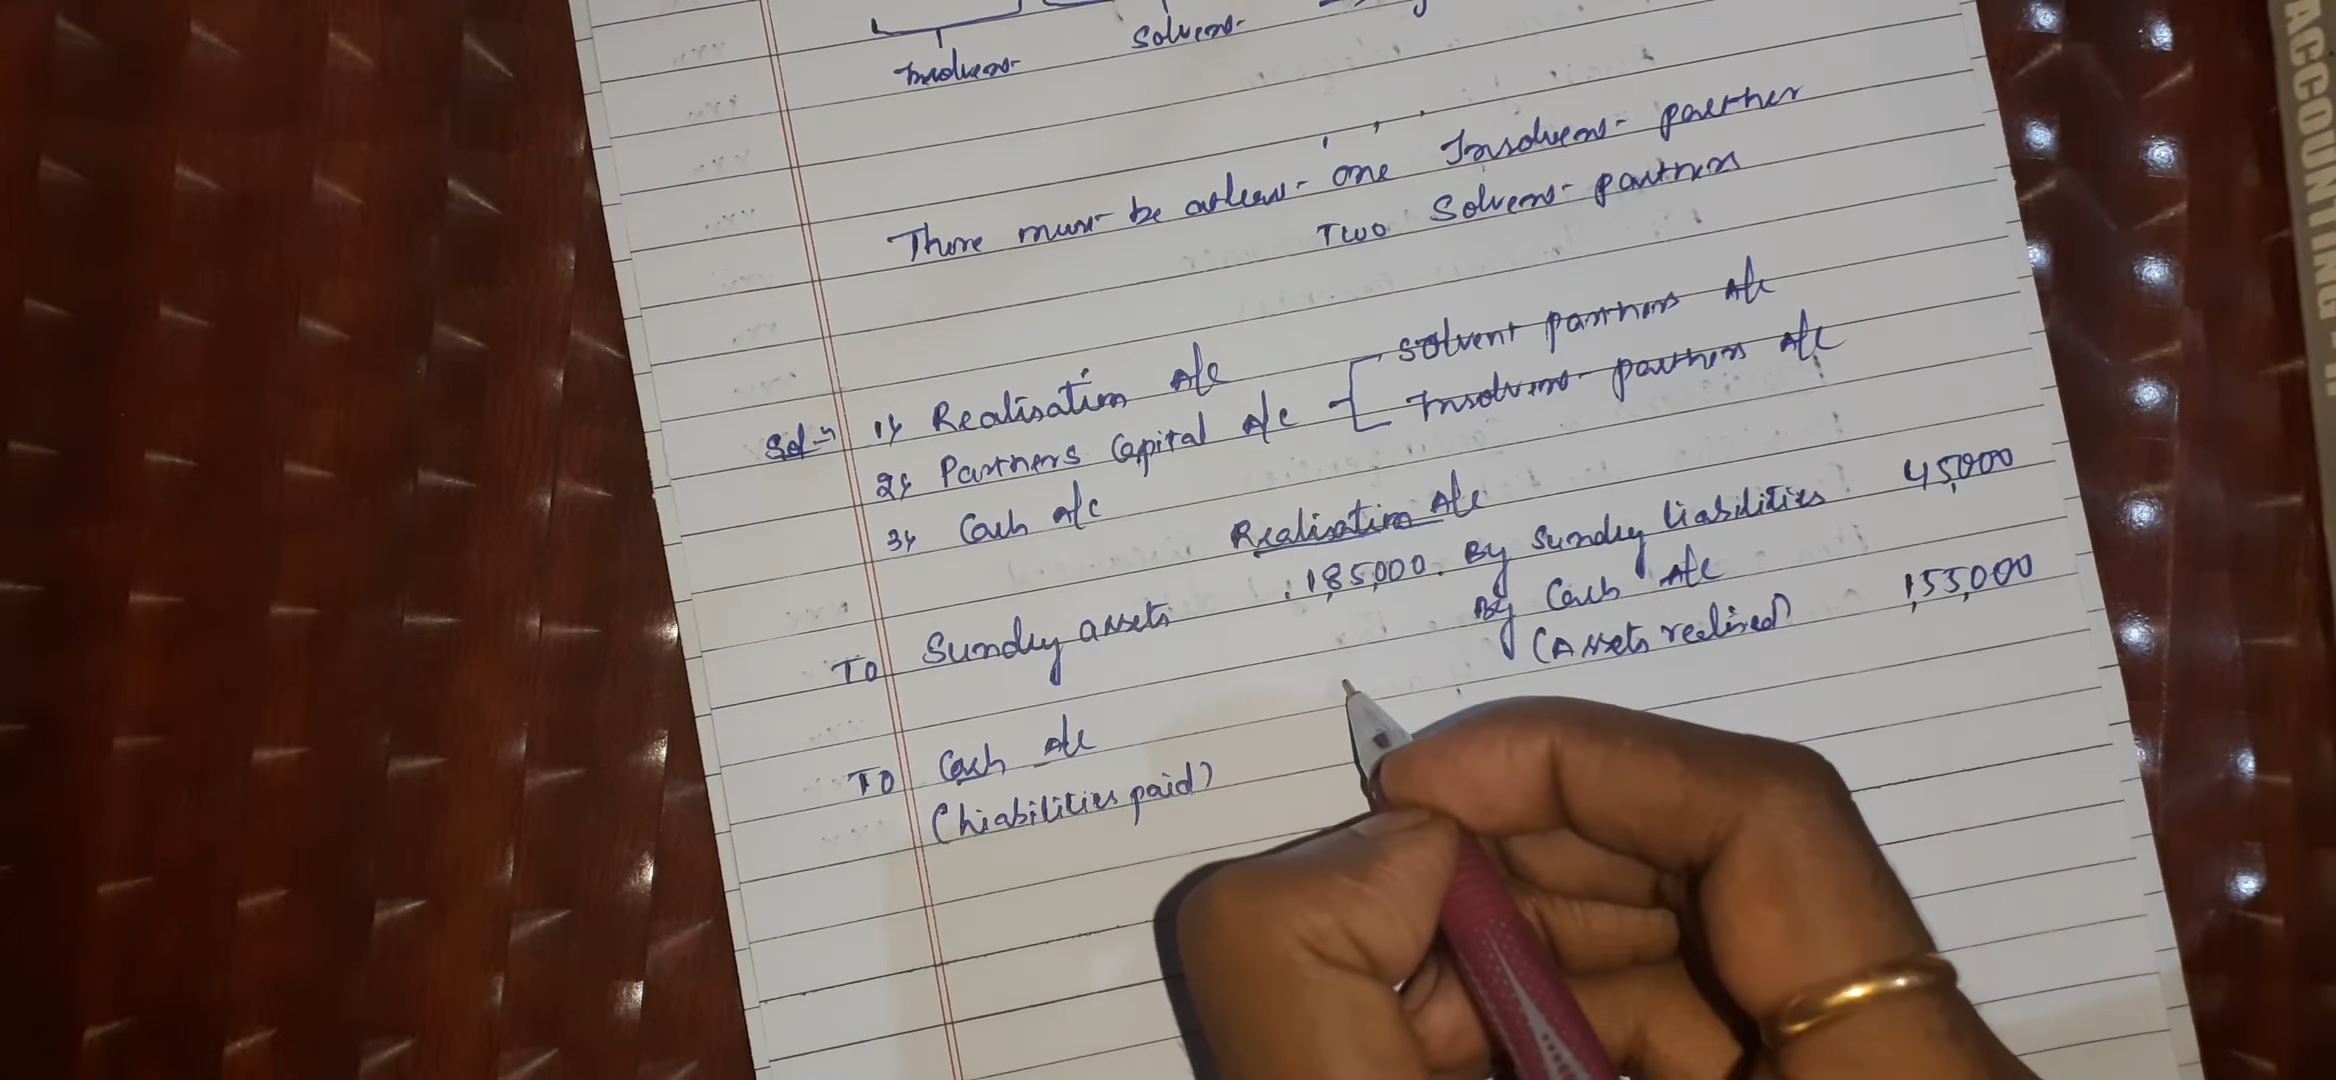 Insolvent
Solvent
There must be atleast one Insolvent partner
Two Solvent partners
Sol:-) 1) Realisation A/c
2) Partners Capital A/c
Solvent partners A/c
Insolvent partners A/c
3) Cash A/c
Realisation A/c
To Sundry assets 1,85,000. By Sundry liabilities 45,000
By Cash A/c
(Assets realised) 1,55,000
To Cash A/c
(Liabilities paid)
ACCOUNTING